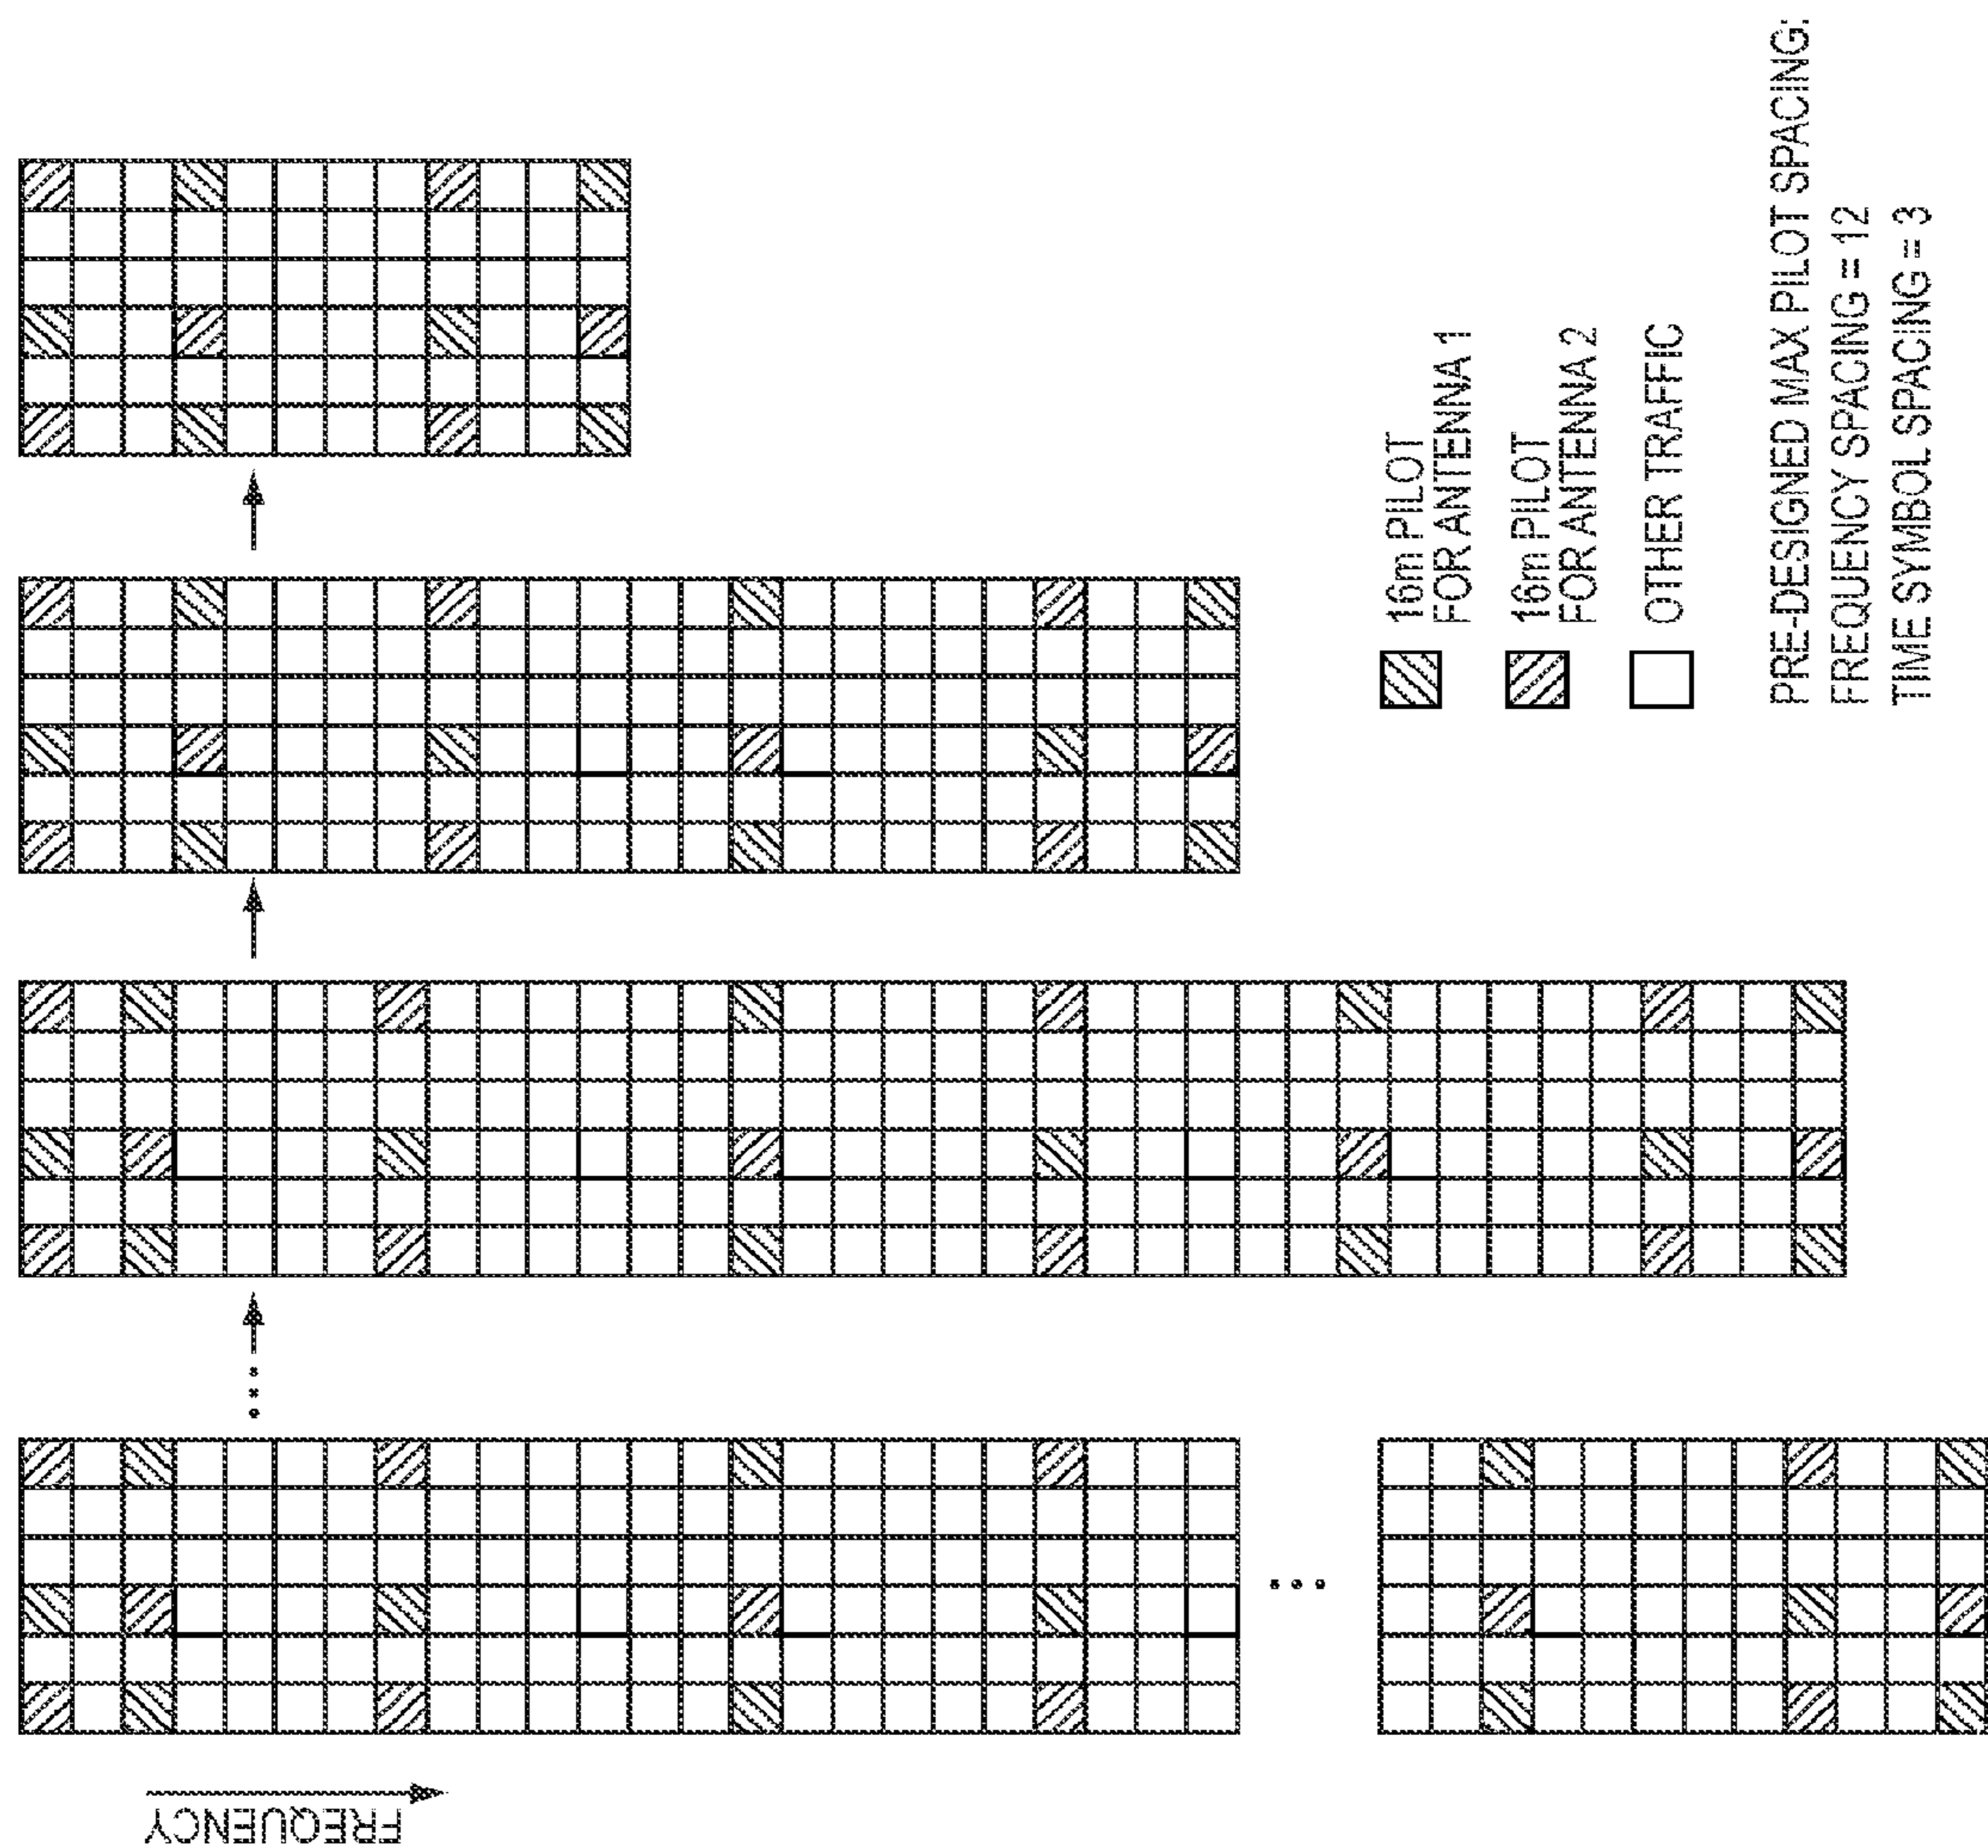 FREQUENCY
16m PILOT
FOR ANTENNA 1
16m PILOT
FOR ANTENNA 2
OTHER TRAFFIC
PRE-DESIGNED MAX PILOT SPACING:
FREQUENCY SPACING = 12
TIME SYMBOL SPACING = 3